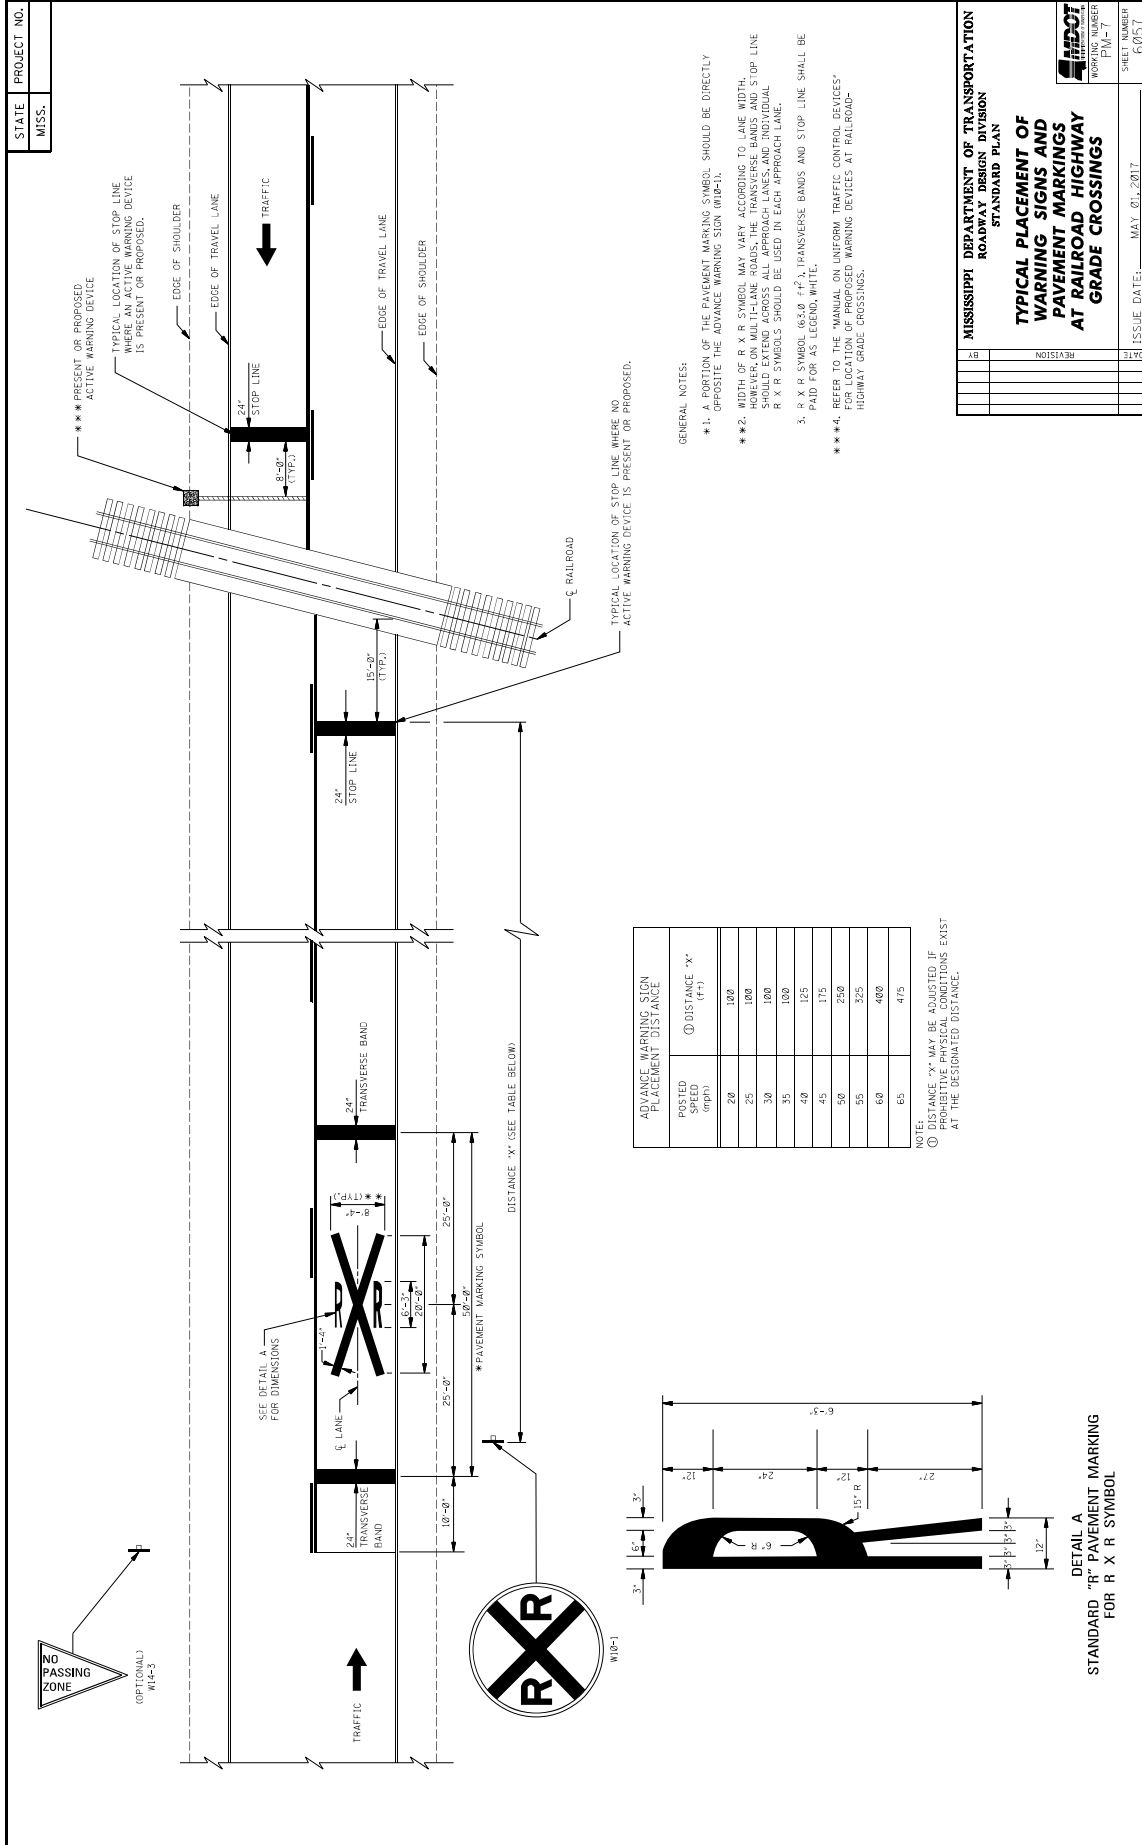 STATE PROJECT NO.
MISS.
* * * PRESENT OR PROPOSED
ACTIVE WARNING DEVICE
TYPICAL LOCATION OF STOP LINE
WHERE AN ACTIVE WARNING DEVICE
IS PRESENT OR PROPOSED.
EDGE OF SHOULDER
EDGE OF TRAVEL LANE
TRAFFIC
24"
STOP LINE
8'-0"
(TYP.)
EDGE OF TRAVEL LANE
EDGE OF SHOULDER
℄ RAILROAD
15'-0"
(TYP.)
TYPICAL LOCATION OF STOP LINE WHERE NO
ACTIVE WARNING DEVICE IS PRESENT OR PROPOSED.
24"
STOP LINE
DISTANCE "X" (SEE TABLE BELOW)
24"
TRANSVERSE BAND
SEE DETAIL A
FOR DIMENSIONS
1'-4"
8'-4"
* * (TYP.)
R
R
℄ LANE
6'-3"
20'-0"
25'-0"
25'-0"
50'-0"
* PAVEMENT MARKING SYMBOL
24"
TRANSVERSE
BAND
10'-0"
NO
PASSING
ZONE
(OPTIONAL)
W14-3
TRAFFIC
R R
W10-1
GENERAL NOTES:
* 1. A PORTION OF THE PAVEMENT MARKING SYMBOL SHOULD BE DIRECTLY
OPPOSITE THE ADVANCE WARNING SIGN (W10-1).
* * 2. WIDTH OF R X R SYMBOL MAY VARY ACCORDING TO LANE WIDTH.
HOWEVER, ON MULTI-LANE ROADS, THE TRANSVERSE BANDS AND STOP LINE
SHOULD EXTEND ACROSS ALL APPROACH LANES, AND INDIVIDUAL
R X R SYMBOLS SHOULD BE USED IN EACH APPROACH LANE.
3. R X R SYMBOL (63.0 ft²), TRANSVERSE BANDS AND STOP LINE SHALL BE
PAID FOR AS LEGEND, WHITE.
* * * 4. REFER TO THE "MANUAL ON UNIFORM TRAFFIC CONTROL DEVICES"
FOR LOCATION OF PROPOSED WARNING DEVICES AT RAILROAD-
HIGHWAY GRADE CROSSINGS.
ADVANCE WARNING SIGN
PLACEMENT DISTANCE
POSTED
SPEED
(mph)
① DISTANCE "X"
(ft)
20 100
25 100
30 100
35 100
40 125
45 175
50 250
55 325
60 400
65 475
NOTE:
① DISTANCE "X" MAY BE ADJUSTED IF
PROHIBITIVE PHYSICAL CONDITIONS EXIST
AT THE DESIGNATED DISTANCE.
3" 6" 3"
6" R
15" R
12"
24"
12"
27"
6'-3"
3" 3" 3" 3"
12"
DETAIL A
STANDARD "R" PAVEMENT MARKING
FOR R X R SYMBOL
BY
REVISION
DATE
MISSISSIPPI DEPARTMENT OF TRANSPORTATION
ROADWAY DESIGN DIVISION
STANDARD PLAN
TYPICAL PLACEMENT OF
WARNING SIGNS AND
PAVEMENT MARKINGS
AT RAILROAD HIGHWAY
GRADE CROSSINGS
ISSUE DATE: MAY 01, 2017
MDOT
WORKING NUMBER
PM-7
SHEET NUMBER
6057